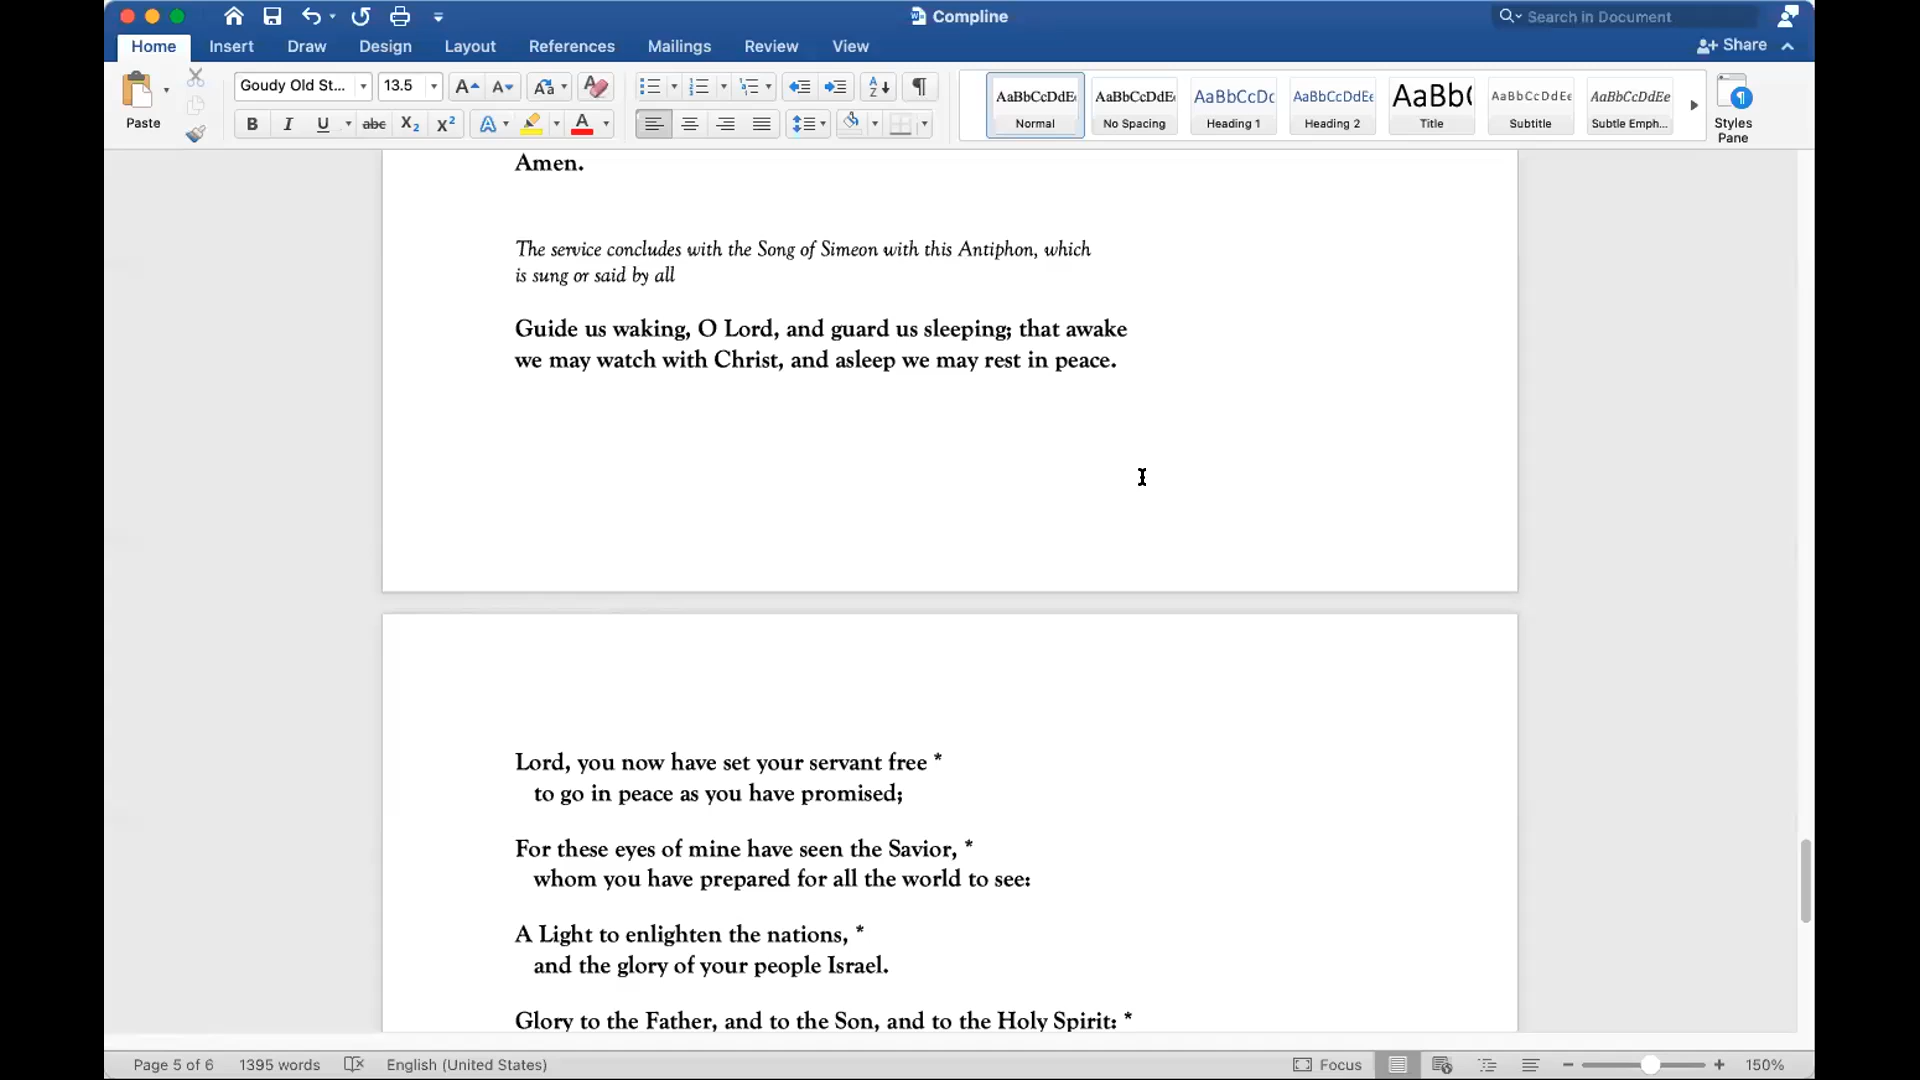 Compline
Search in Document
Home Insert Draw Design Layout References Mailings Review View Share
Paste
Goudy Old St... 13.5
AaBbCcDdEe AaBbCcDdEe AaBbCcDc AaBbCcDdEe AaBb( AaBbCcDdEe AaBbCcDdEe
Normal No Spacing Heading 1 Heading 2 Title Subtitle Subtle Emph...
Styles
Pane
Amen.
The service concludes with the Song of Simeon with this Antiphon, which
is sung or said by all
Guide us waking, O Lord, and guard us sleeping; that awake
we may watch with Christ, and asleep we may rest in peace.
Lord, you now have set your servant free *
to go in peace as you have promised;
For these eyes of mine have seen the Savior, *
whom you have prepared for all the world to see:
A Light to enlighten the nations, *
and the glory of your people Israel.
Glory to the Father, and to the Son, and to the Holy Spirit: *
Page 5 of 6 1395 words English (United States) Focus 150%